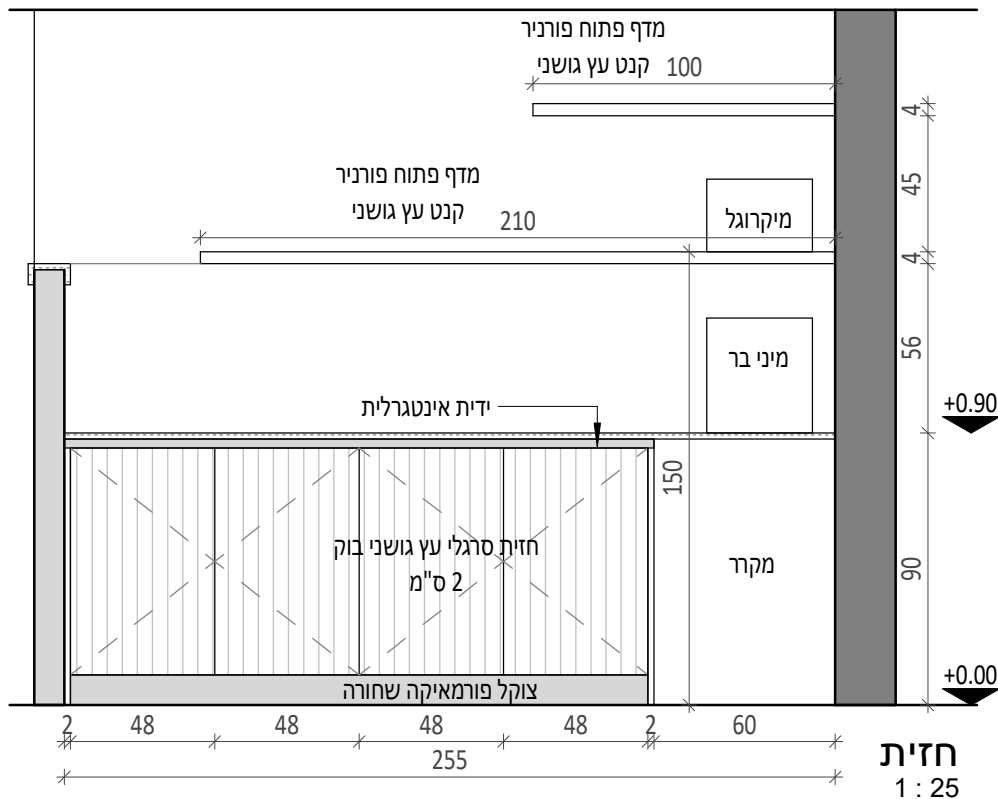 מדף פתוח פורניר
קנט עץ גושני
100
4
45
מדף פתוח פורניר
קנט עץ גושני
210
מיקרוגל
4
56
מיני בר
ידית אינטגרלית
+0.90
150
חזית סרגלי עץ גושני בוק
2 ס"מ
מקרר
90
צוקל פורמאיקה שחורה
+0.00
2 48 48 48 48 2 60
255
חזית
1 : 25